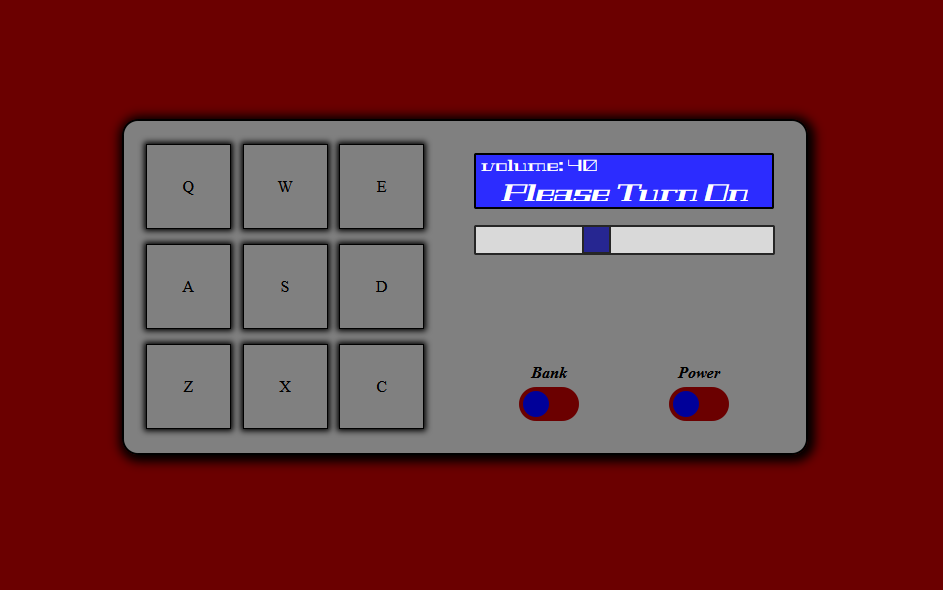 Q W E
A S D
Z X C
volume:40
Please Turn On
Bank Power